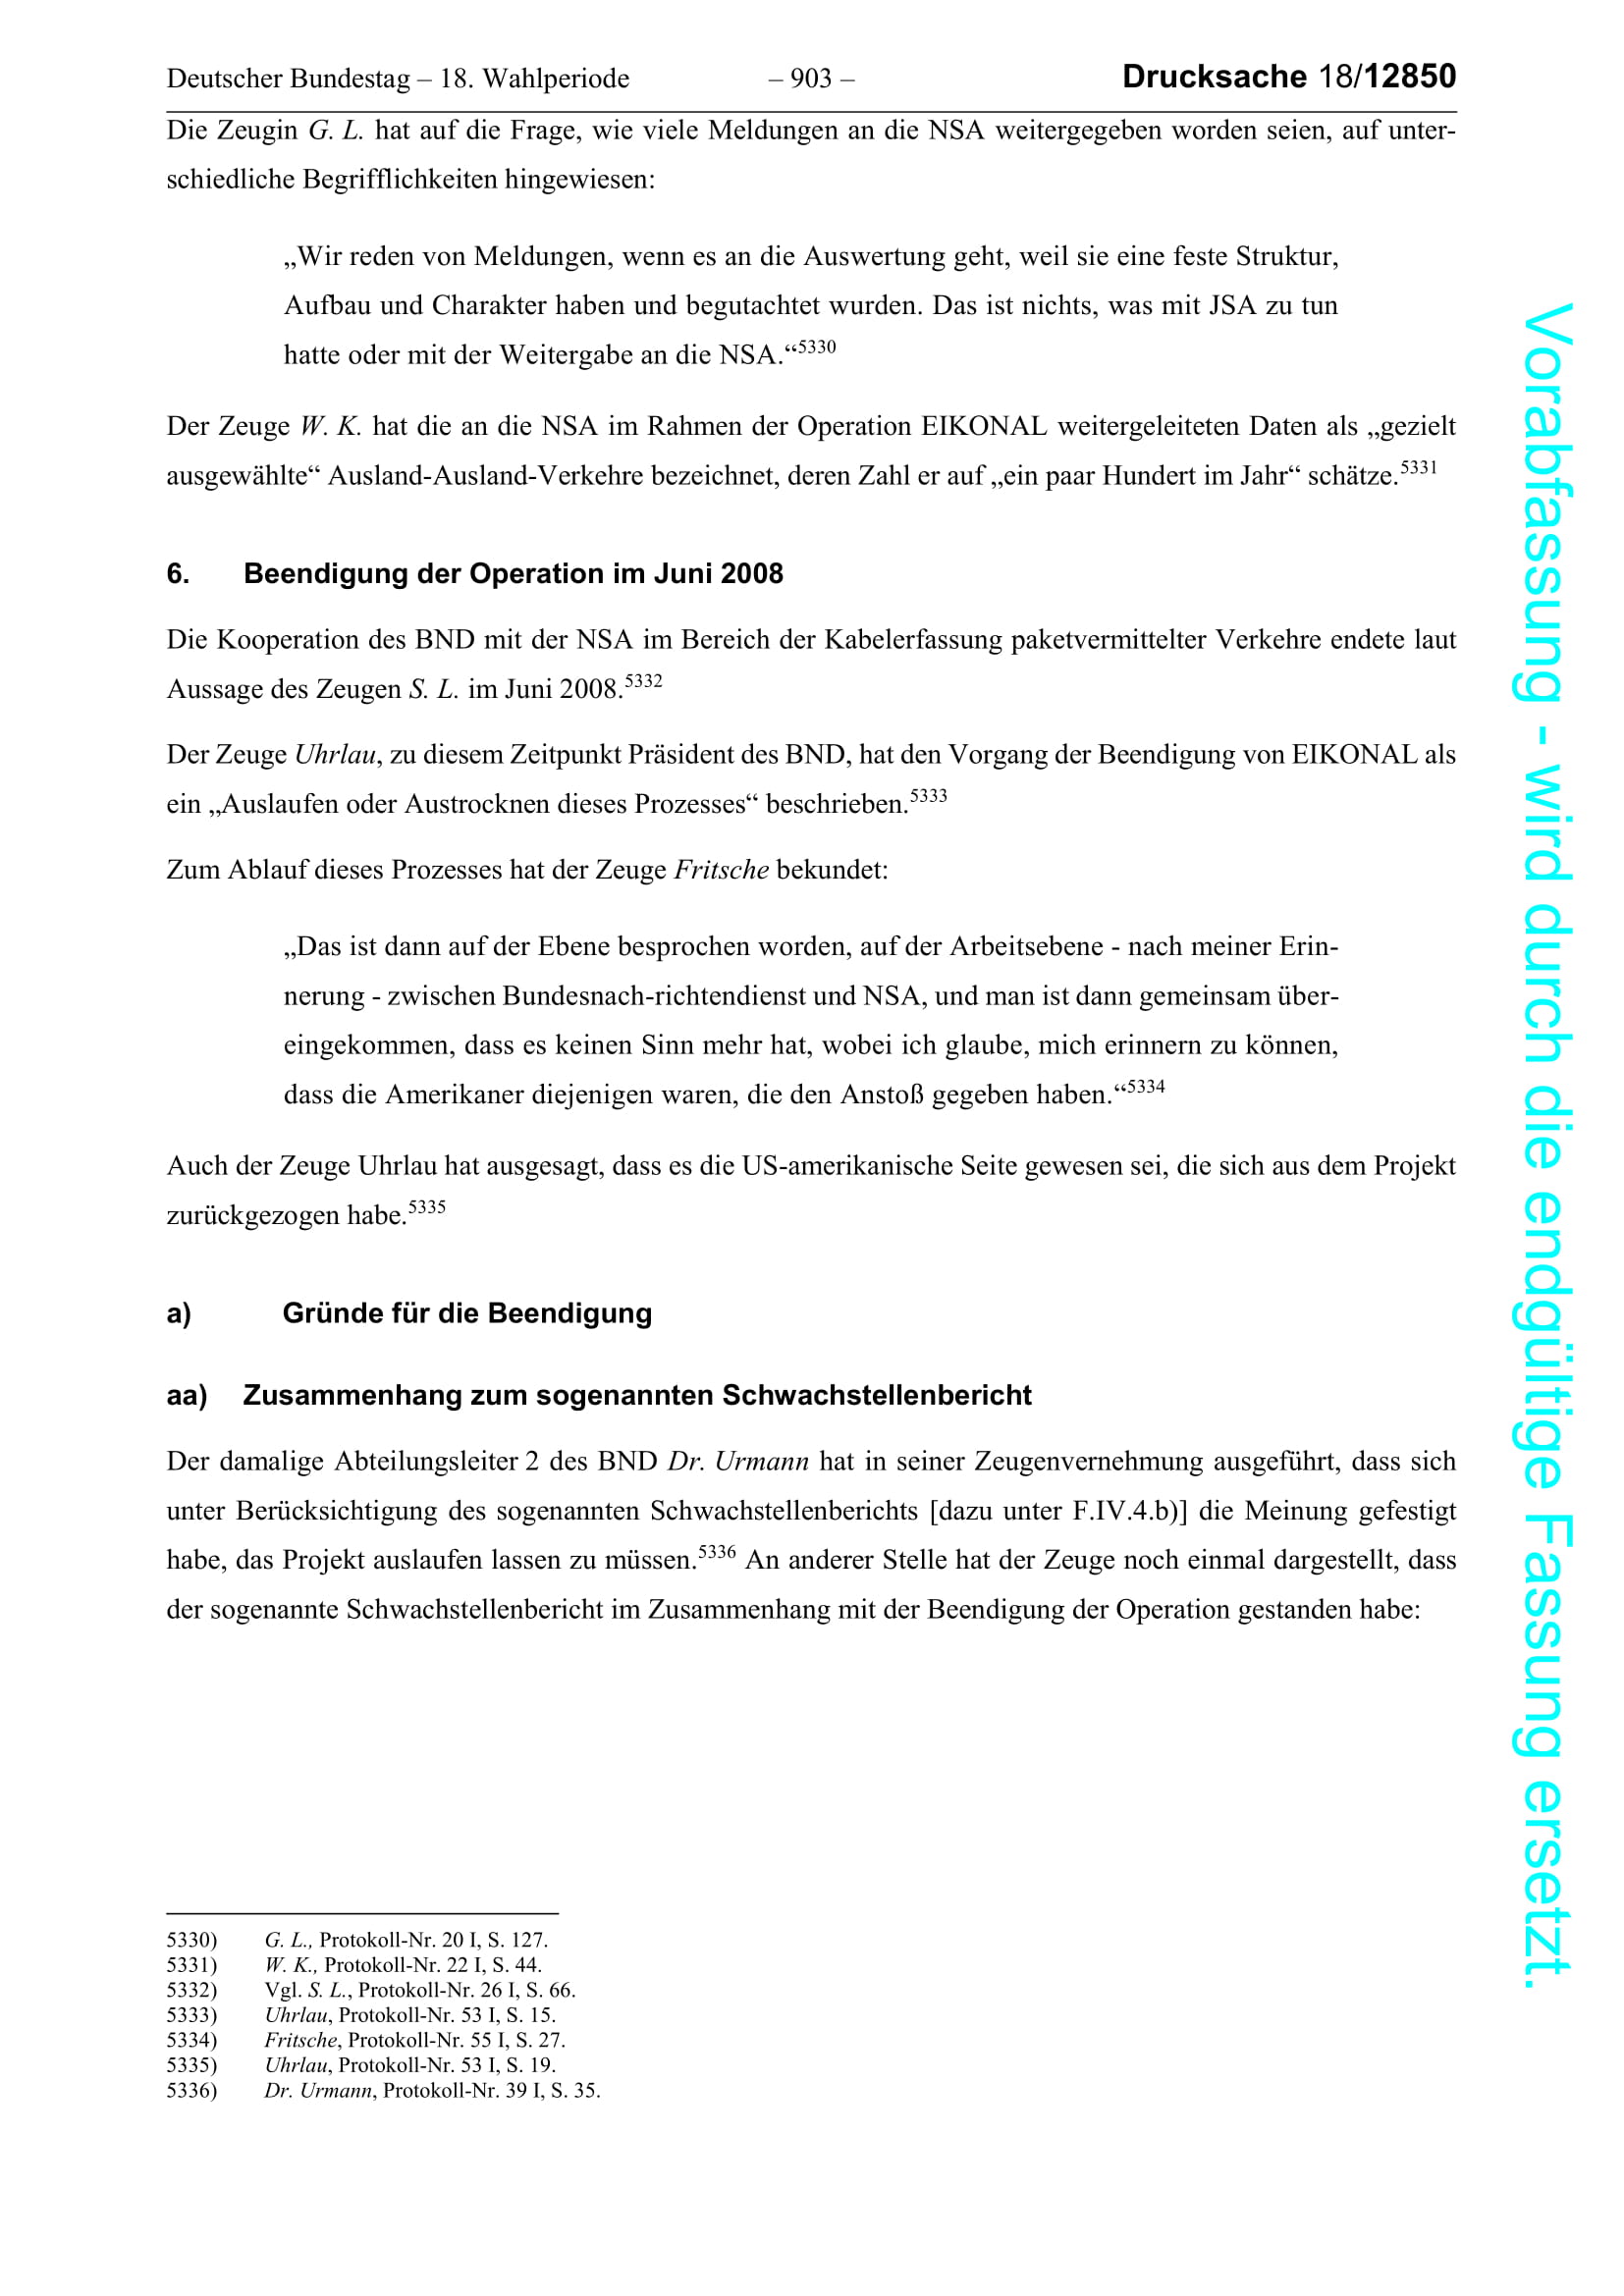 Deutscher Bundestag – 18. Wahlperiode – 903 – Drucksache 18/12850
Die Zeugin G. L. hat auf die Frage, wie viele Meldungen an die NSA weitergegeben worden seien, auf unter-
schiedliche Begrifflichkeiten hingewiesen:
„Wir reden von Meldungen, wenn es an die Auswertung geht, weil sie eine feste Struktur,
Aufbau und Charakter haben und begutachtet wurden. Das ist nichts, was mit JSA zu tun
hatte oder mit der Weitergabe an die NSA.“5330
Der Zeuge W. K. hat die an die NSA im Rahmen der Operation EIKONAL weitergeleiteten Daten als „gezielt
ausgewählte“ Ausland-Ausland-Verkehre bezeichnet, deren Zahl er auf „ein paar Hundert im Jahr“ schätze.5331
6. Beendigung der Operation im Juni 2008
Die Kooperation des BND mit der NSA im Bereich der Kabelerfassung paketvermittelter Verkehre endete laut
Aussage des Zeugen S. L. im Juni 2008.5332
Der Zeuge Uhrlau, zu diesem Zeitpunkt Präsident des BND, hat den Vorgang der Beendigung von EIKONAL als
ein „Auslaufen oder Austrocknen dieses Prozesses“ beschrieben.5333
Zum Ablauf dieses Prozesses hat der Zeuge Fritsche bekundet:
„Das ist dann auf der Ebene besprochen worden, auf der Arbeitsebene - nach meiner Erin-
nerung - zwischen Bundesnach-richtendienst und NSA, und man ist dann gemeinsam über-
eingekommen, dass es keinen Sinn mehr hat, wobei ich glaube, mich erinnern zu können,
dass die Amerikaner diejenigen waren, die den Anstoß gegeben haben.“5334
Auch der Zeuge Uhrlau hat ausgesagt, dass es die US-amerikanische Seite gewesen sei, die sich aus dem Projekt
zurückgezogen habe.5335
a) Gründe für die Beendigung
aa) Zusammenhang zum sogenannten Schwachstellenbericht
Der damalige Abteilungsleiter 2 des BND Dr. Urmann hat in seiner Zeugenvernehmung ausgeführt, dass sich
unter Berücksichtigung des sogenannten Schwachstellenberichts [dazu unter F.IV.4.b)] die Meinung gefestigt
habe, das Projekt auslaufen lassen zu müssen.5336 An anderer Stelle hat der Zeuge noch einmal dargestellt, dass
der sogenannte Schwachstellenbericht im Zusammenhang mit der Beendigung der Operation gestanden habe:
5330) G. L., Protokoll-Nr. 20 I, S. 127.
5331) W. K., Protokoll-Nr. 22 I, S. 44.
5332) Vgl. S. L., Protokoll-Nr. 26 I, S. 66.
5333) Uhrlau, Protokoll-Nr. 53 I, S. 15.
5334) Fritsche, Protokoll-Nr. 55 I, S. 27.
5335) Uhrlau, Protokoll-Nr. 53 I, S. 19.
5336) Dr. Urmann, Protokoll-Nr. 39 I, S. 35.
Vorabfassung - wird durch die endgültige Fassung ersetzt.